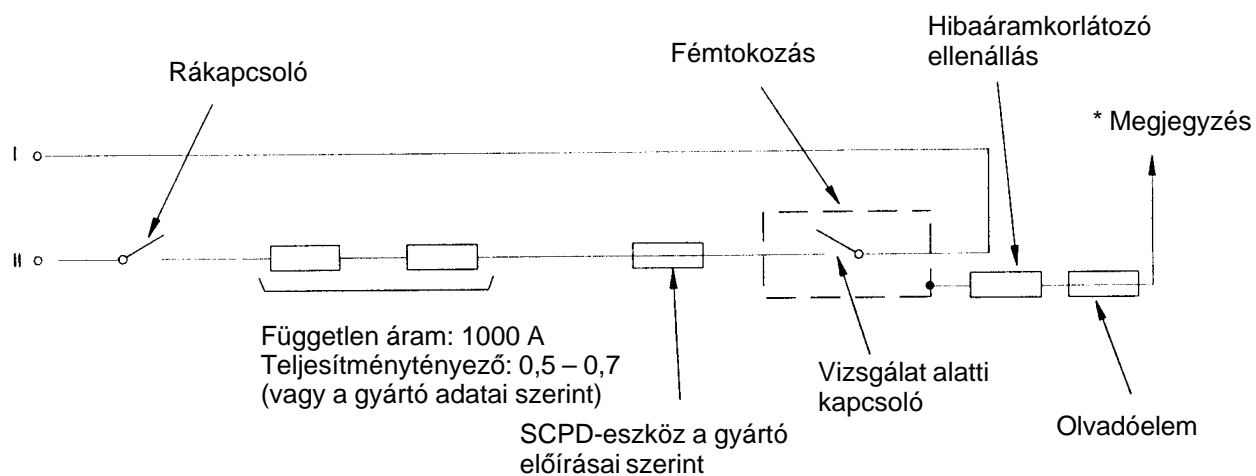 Hibaáramkorlátozó
ellenállás
Fémtokozás
Rákapcsoló
* Megjegyzés
I
II
Független áram: 1000 A
Teljesítménytényező: 0,5 – 0,7
(vagy a gyártó adatai szerint)
Vizsgálat alatti
kapcsoló
SCPD-eszköz a gyártó
előírásai szerint
Olvadóelem